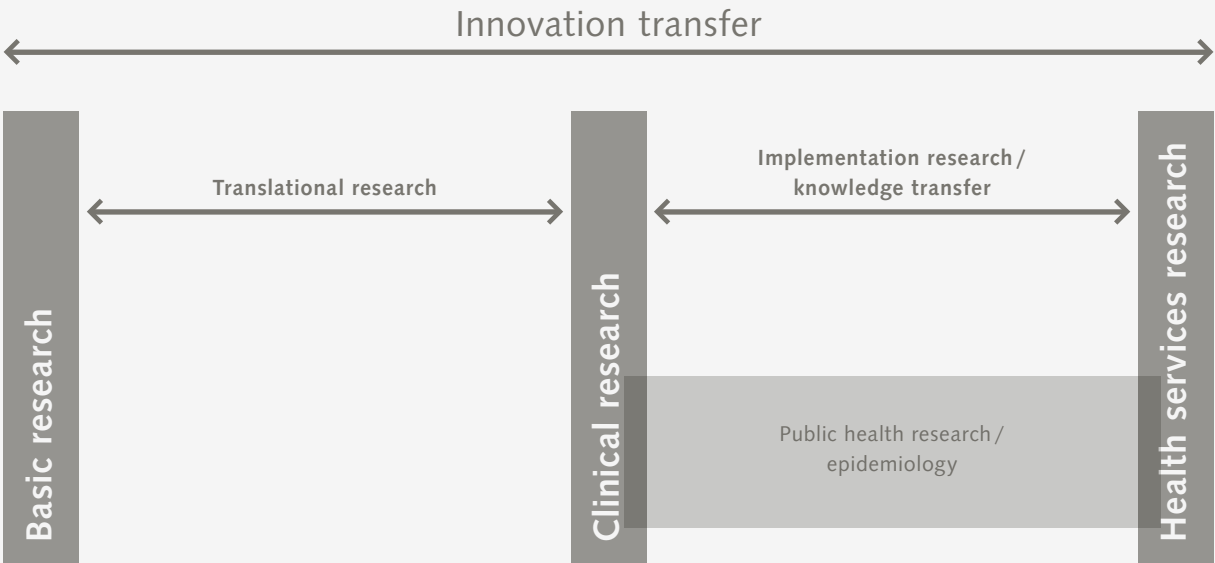 Innovation transfer
Translational research
Implementation research /
knowledge transfer
Basic research
Clinical research
Health services research
Public health research /
epidemiology